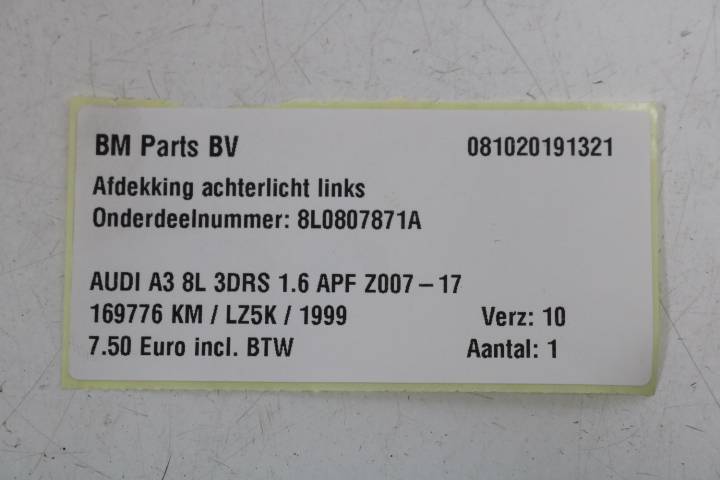 BM Parts BV 081020191321
Afdekking achterlicht links
Onderdeelnummer: 8L0807871A
AUDI A3 8L 3DRS 1.6 APF Z007 – 17
169776 KM / LZ5K / 1999 Verz: 10
7.50 Euro incl. BTW Aantal: 1